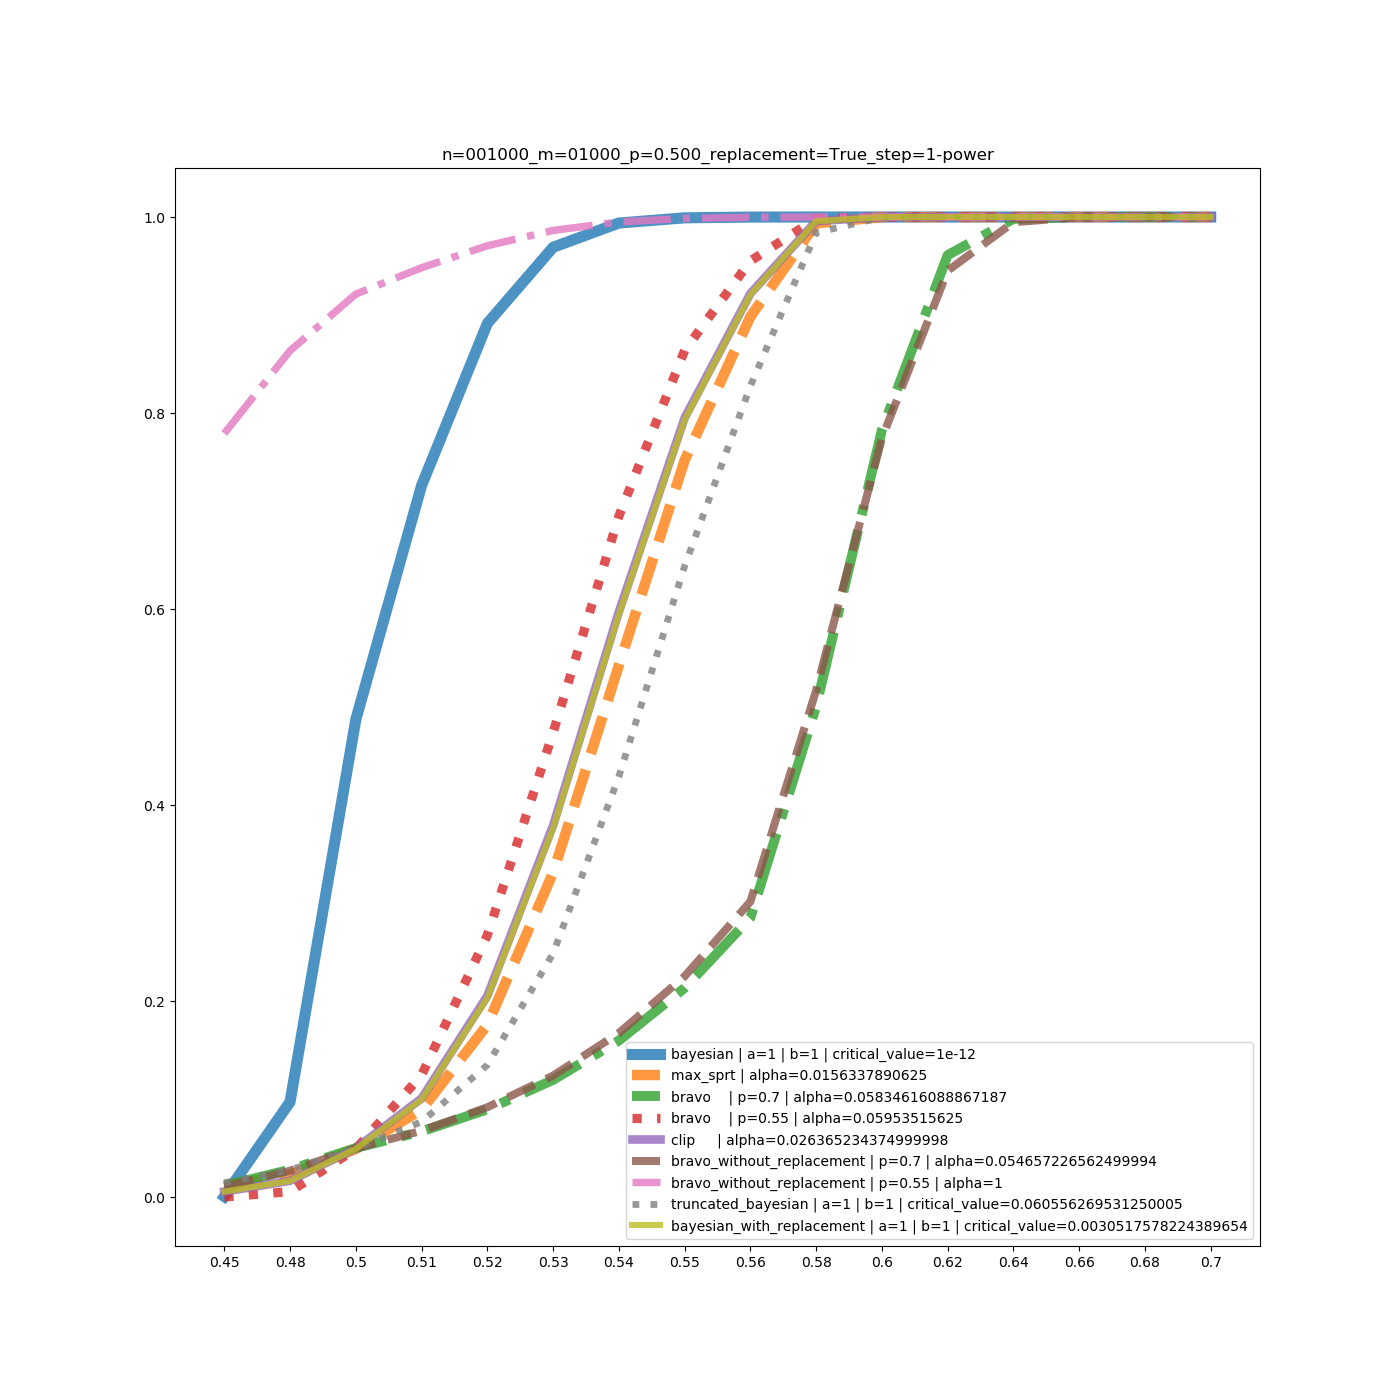 n=001000_m=01000_p=0.500_replacement=True_step=1-power
1.0
0.8
0.6
0.4
0.2
0.0
bayesian | a=1 | b=1 | critical_value=1e-12
max_sprt | alpha=0.0156337890625
bravo | p=0.7 | alpha=0.05834616088867187
bravo | p=0.55 | alpha=0.05953515625
clip | alpha=0.026365234374999998
bravo_without_replacement | p=0.7 | alpha=0.054657226562499994
bravo_without_replacement | p=0.55 | alpha=1
truncated_bayesian | a=1 | b=1 | critical_value=0.060556269531250005
bayesian_with_replacement | a=1 | b=1 | critical_value=0.0030517578224389654
0.45 0.48 0.5 0.51 0.52 0.53 0.54 0.55 0.56 0.58 0.6 0.62 0.64 0.66 0.68 0.7